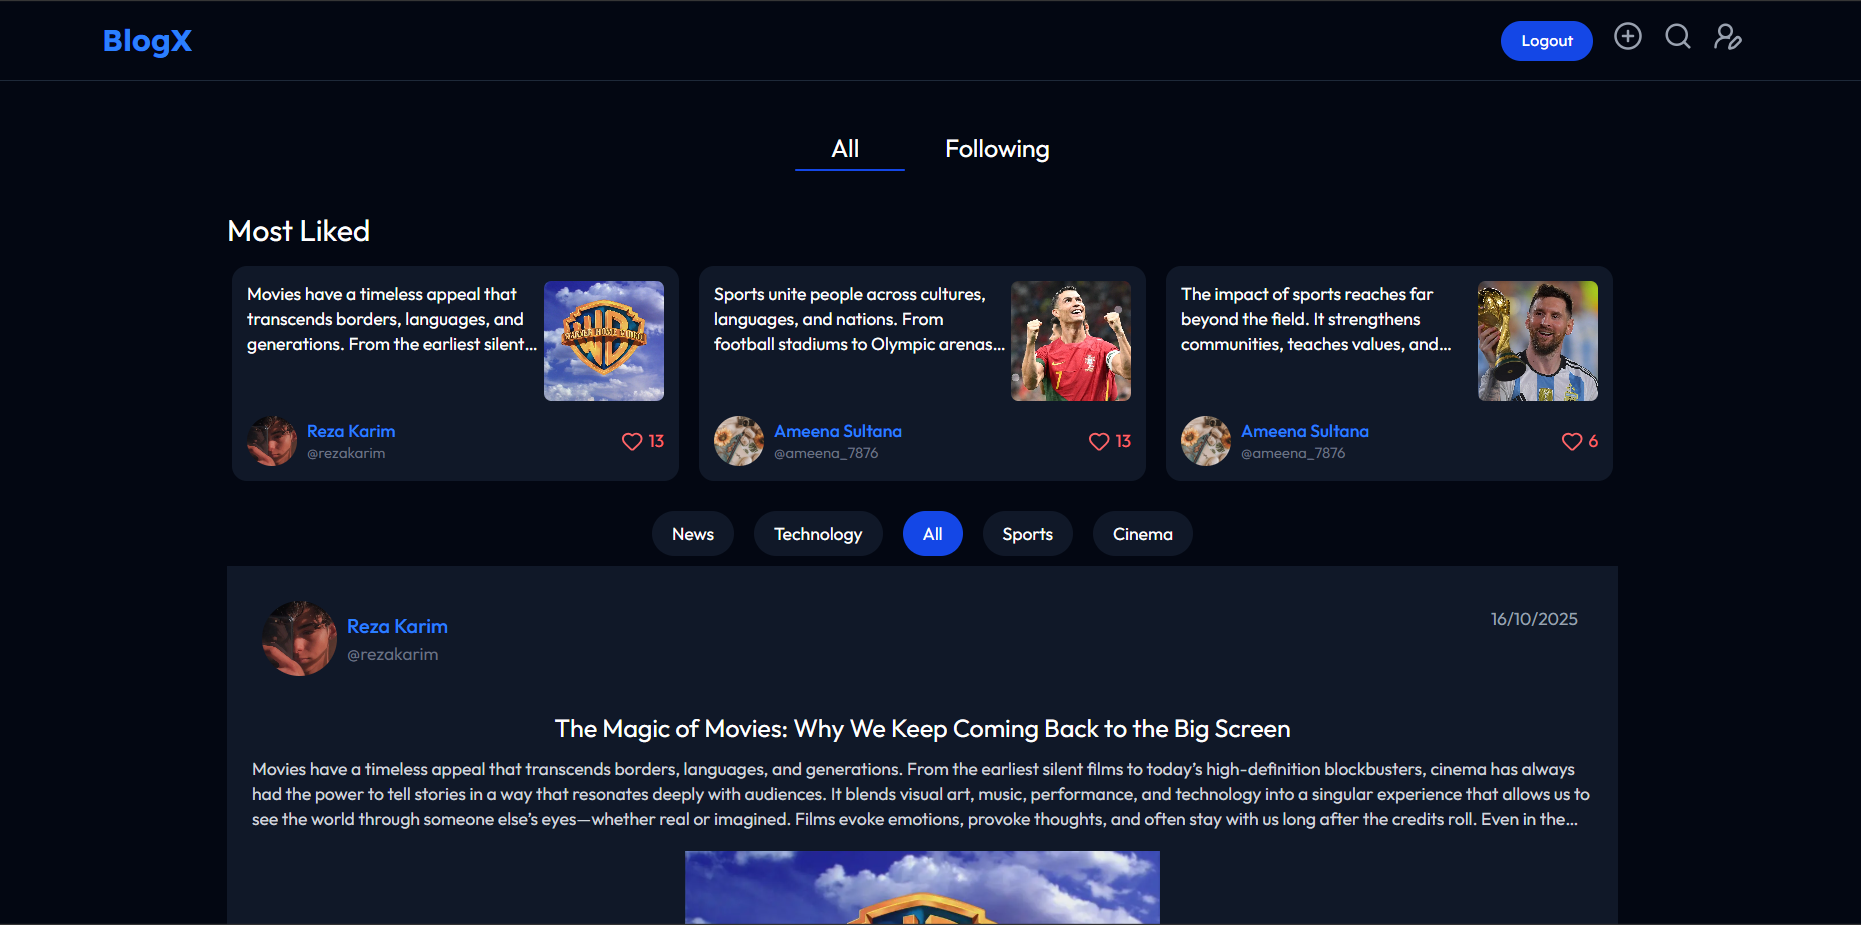 BlogX
Logout
All
Following
Most Liked
Movies have a timeless appeal that
transcends borders, languages, and
generations. From the earliest silent...
Reza Karim
@rezakarim
13
Sports unite people across cultures,
languages, and nations. From
football stadiums to Olympic arenas...
7
Ameena Sultana
@ameena_7876
13
The impact of sports reaches far
beyond the field. It strengthens
communities, teaches values, and...
Ameena Sultana
@ameena_7876
6
News
Technology
All
Sports
Cinema
Reza Karim
@rezakarim
16/10/2025
The Magic of Movies: Why We Keep Coming Back to the Big Screen
Movies have a timeless appeal that transcends borders, languages, and generations. From the earliest silent films to today’s high-definition blockbusters, cinema has always
had the power to tell stories in a way that resonates deeply with audiences. It blends visual art, music, performance, and technology into a singular experience that allows us to
see the world through someone else’s eyes—whether real or imagined. Films evoke emotions, provoke thoughts, and often stay with us long after the credits roll. Even in the...